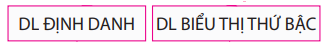 DL ĐỊNH DANH
DL BIỂU THỊ THỨ BẬC